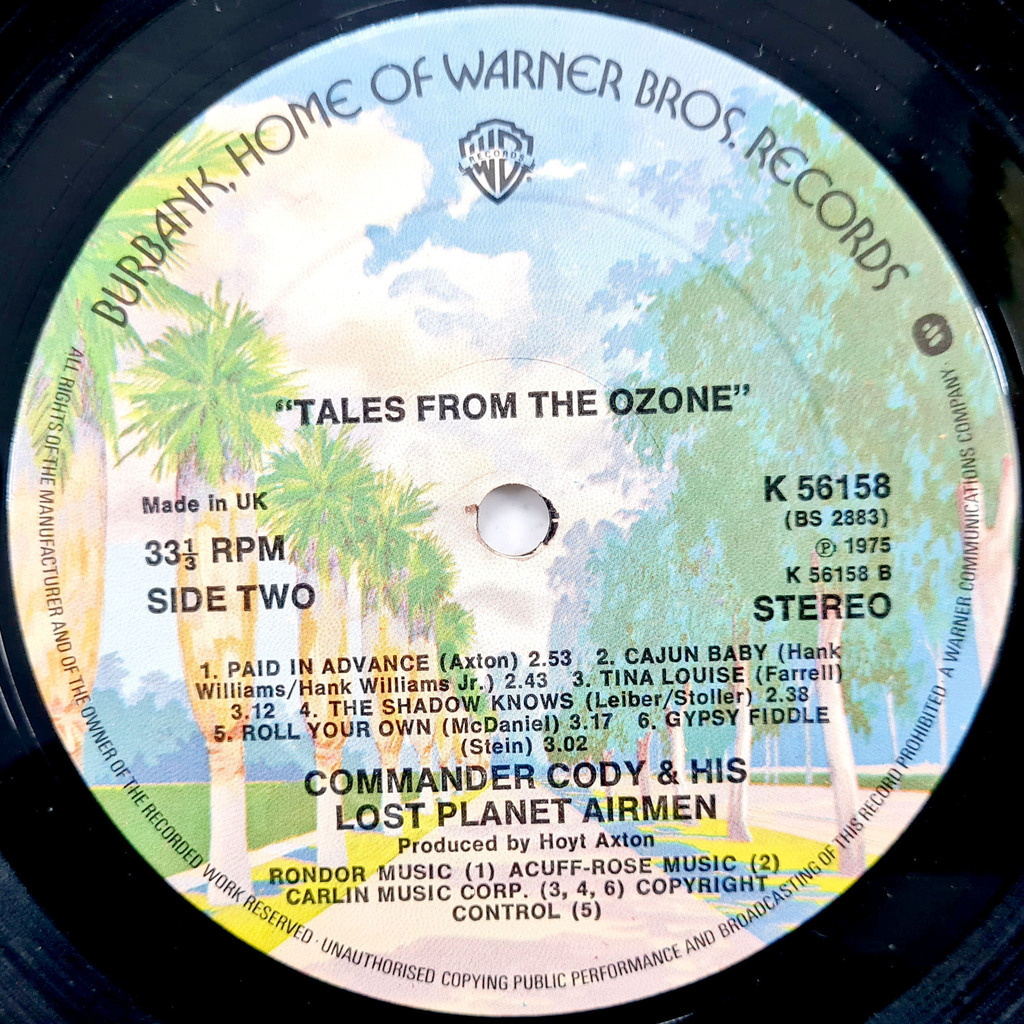 BURBANK, HOME OF WARNER BROS. RECORDS
RECORDS
"TALES FROM THE OZONE"
Made in UK
33⅓ RPM
SIDE TWO
K 56158
(BS 2883)
℗ 1975
K 56158 B
STEREO
1. PAID IN ADVANCE (Axton) 2.53 2. CAJUN BABY (Hank
Williams/Hank Williams Jr.) 2.43 3. TINA LOUISE (Farrell)
3.12 4. THE SHADOW KNOWS (Leiber/Stoller) 2.38
5. ROLL YOUR OWN (McDaniel) 3.17 6. GYPSY FIDDLE
(Stein) 3.02
COMMANDER CODY & HIS
LOST PLANET AIRMEN
Produced by Hoyt Axton
RONDOR MUSIC (1) ACUFF-ROSE MUSIC (2)
CARLIN MUSIC CORP. (3, 4, 6) COPYRIGHT
CONTROL (5)
ALL RIGHTS OF THE MANUFACTURER AND OF THE OWNER OF THE RECORDED WORK RESERVED · UNAUTHORISED COPYING PUBLIC PERFORMANCE AND BROADCASTING OF THIS RECORD PROHIBITED · A WARNER COMMUNICATIONS COMPANY